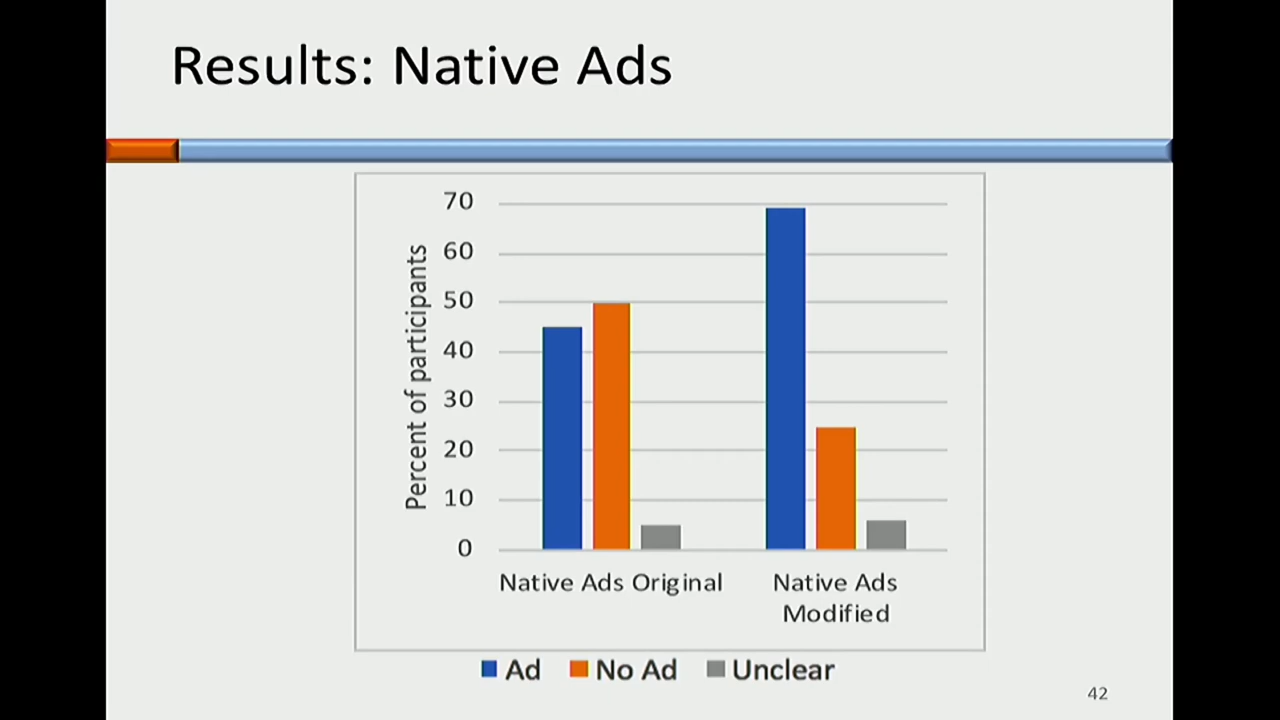 Results: Native Ads
Percent of participants
70
60
50
40
30
20
10
0
Native Ads Original
Native Ads
Modified
Ad
No Ad
Unclear
42